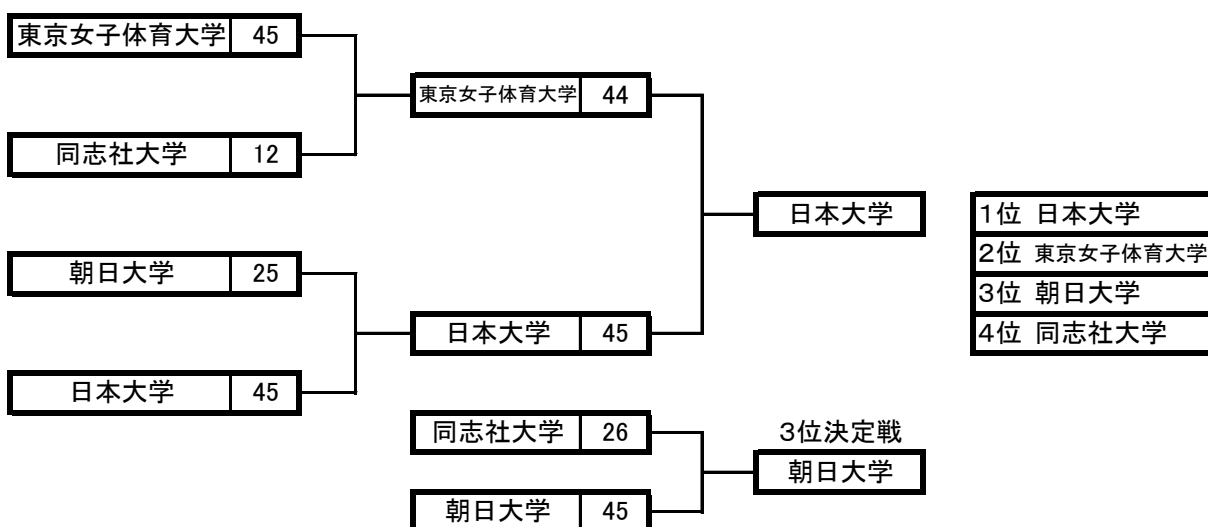 東京女子体育大学 45
東京女子体育大学 44
同志社大学 12
日本大学
朝日大学 25
日本大学 45
日本大学 45
同志社大学 26
3位決定戦
朝日大学
朝日大学 45
1位 日本大学
2位 東京女子体育大学
3位 朝日大学
4位 同志社大学